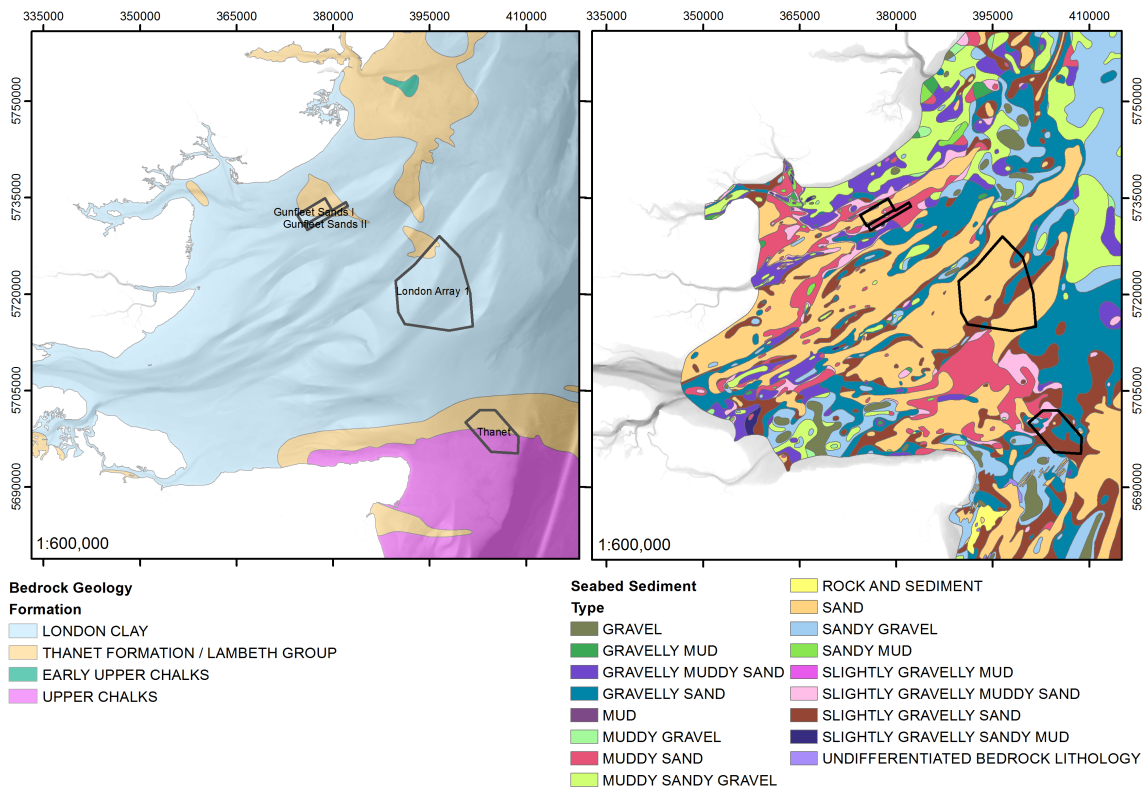 335000 350000 365000 380000 395000 410000
335000 350000 365000 380000 395000 410000
5750000
5735000
5720000
5705000
5690000
Gunfleet Sands I
Gunfleet Sands II
London Array 1
Thanet
1:600,000
5750000
5735000
5720000
5705000
5690000
1:600,000
Bedrock Geology
Formation
LONDON CLAY
THANET FORMATION / LAMBETH GROUP
EARLY UPPER CHALKS
UPPER CHALKS
Seabed Sediment
Type
GRAVEL
GRAVELLY MUD
GRAVELLY MUDDY SAND
GRAVELLY SAND
MUD
MUDDY GRAVEL
MUDDY SAND
MUDDY SANDY GRAVEL
ROCK AND SEDIMENT
SAND
SANDY GRAVEL
SANDY MUD
SLIGHTLY GRAVELLY MUD
SLIGHTLY GRAVELLY MUDDY SAND
SLIGHTLY GRAVELLY SAND
SLIGHTLY GRAVELLY SANDY MUD
UNDIFFERENTIATED BEDROCK LITHOLOGY